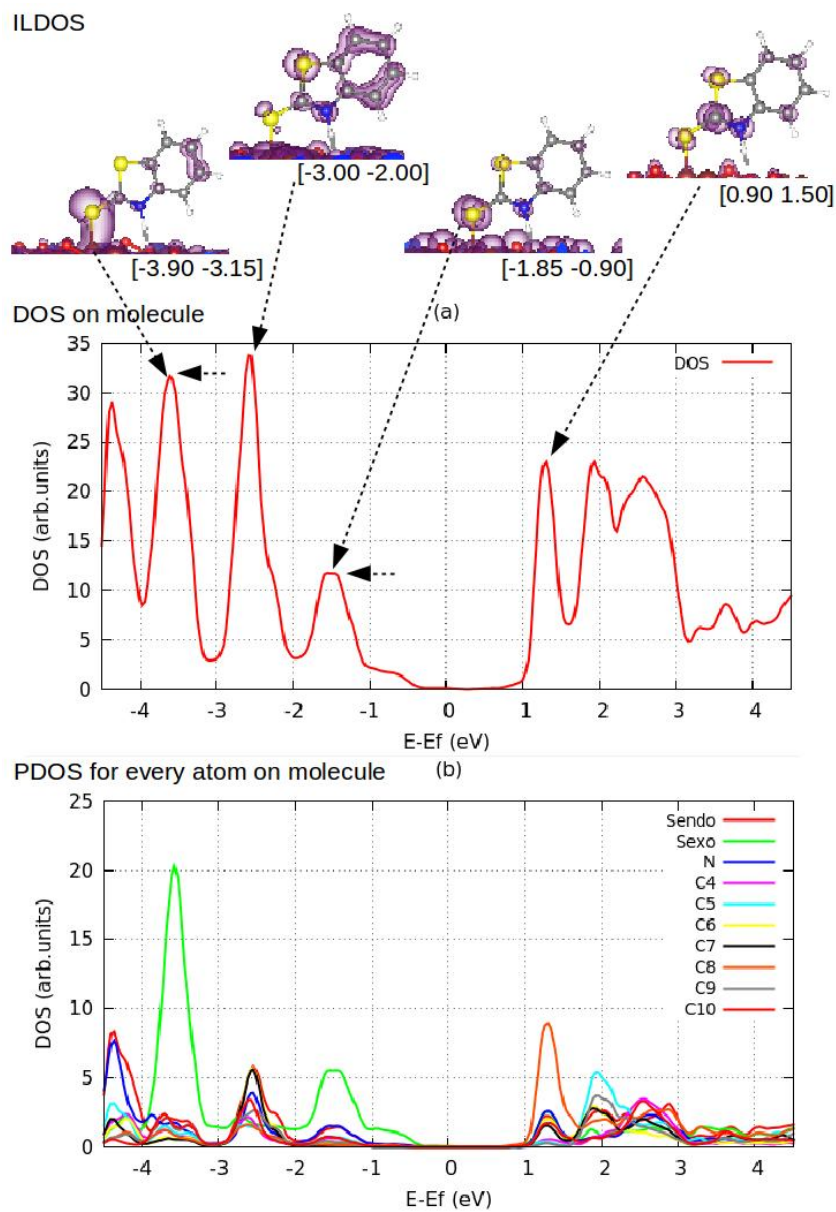 ILDOS
[-3.00 -2.00]
[0.90 1.50]
[-3.90 -3.15]
[-1.85 -0.90]
DOS on molecule
(a)
35
30
25
20
15
10
5
0
DOS (arb.units)
DOS
-4 -3 -2 -1 0 1 2 3 4
E-Ef (eV)
PDOS for every atom on molecule
(b)
25
20
15
10
5
0
DOS (arb.units)
Sendo
Sexo
N
C4
C5
C6
C7
C8
C9
C10
-4 -3 -2 -1 0 1 2 3 4
E-Ef (eV)